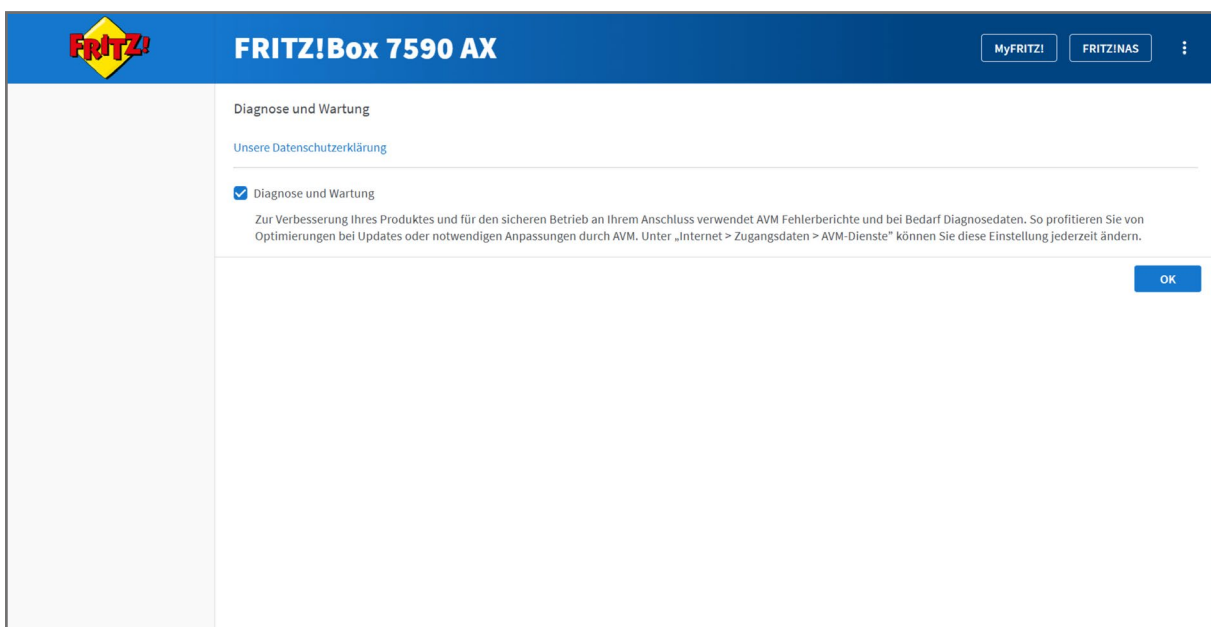 FRITZ!
FRITZ!Box 7590 AX
MyFRITZ!
FRITZ!NAS
Diagnose und Wartung
Unsere Datenschutzerklärung
Diagnose und Wartung
Zur Verbesserung Ihres Produktes und für den sicheren Betrieb an Ihrem Anschluss verwendet AVM Fehlerberichte und bei Bedarf Diagnosedaten. So profitieren Sie von
Optimierungen bei Updates oder notwendigen Anpassungen durch AVM. Unter „Internet > Zugangsdaten > AVM-Dienste" können Sie diese Einstellung jederzeit ändern.
OK